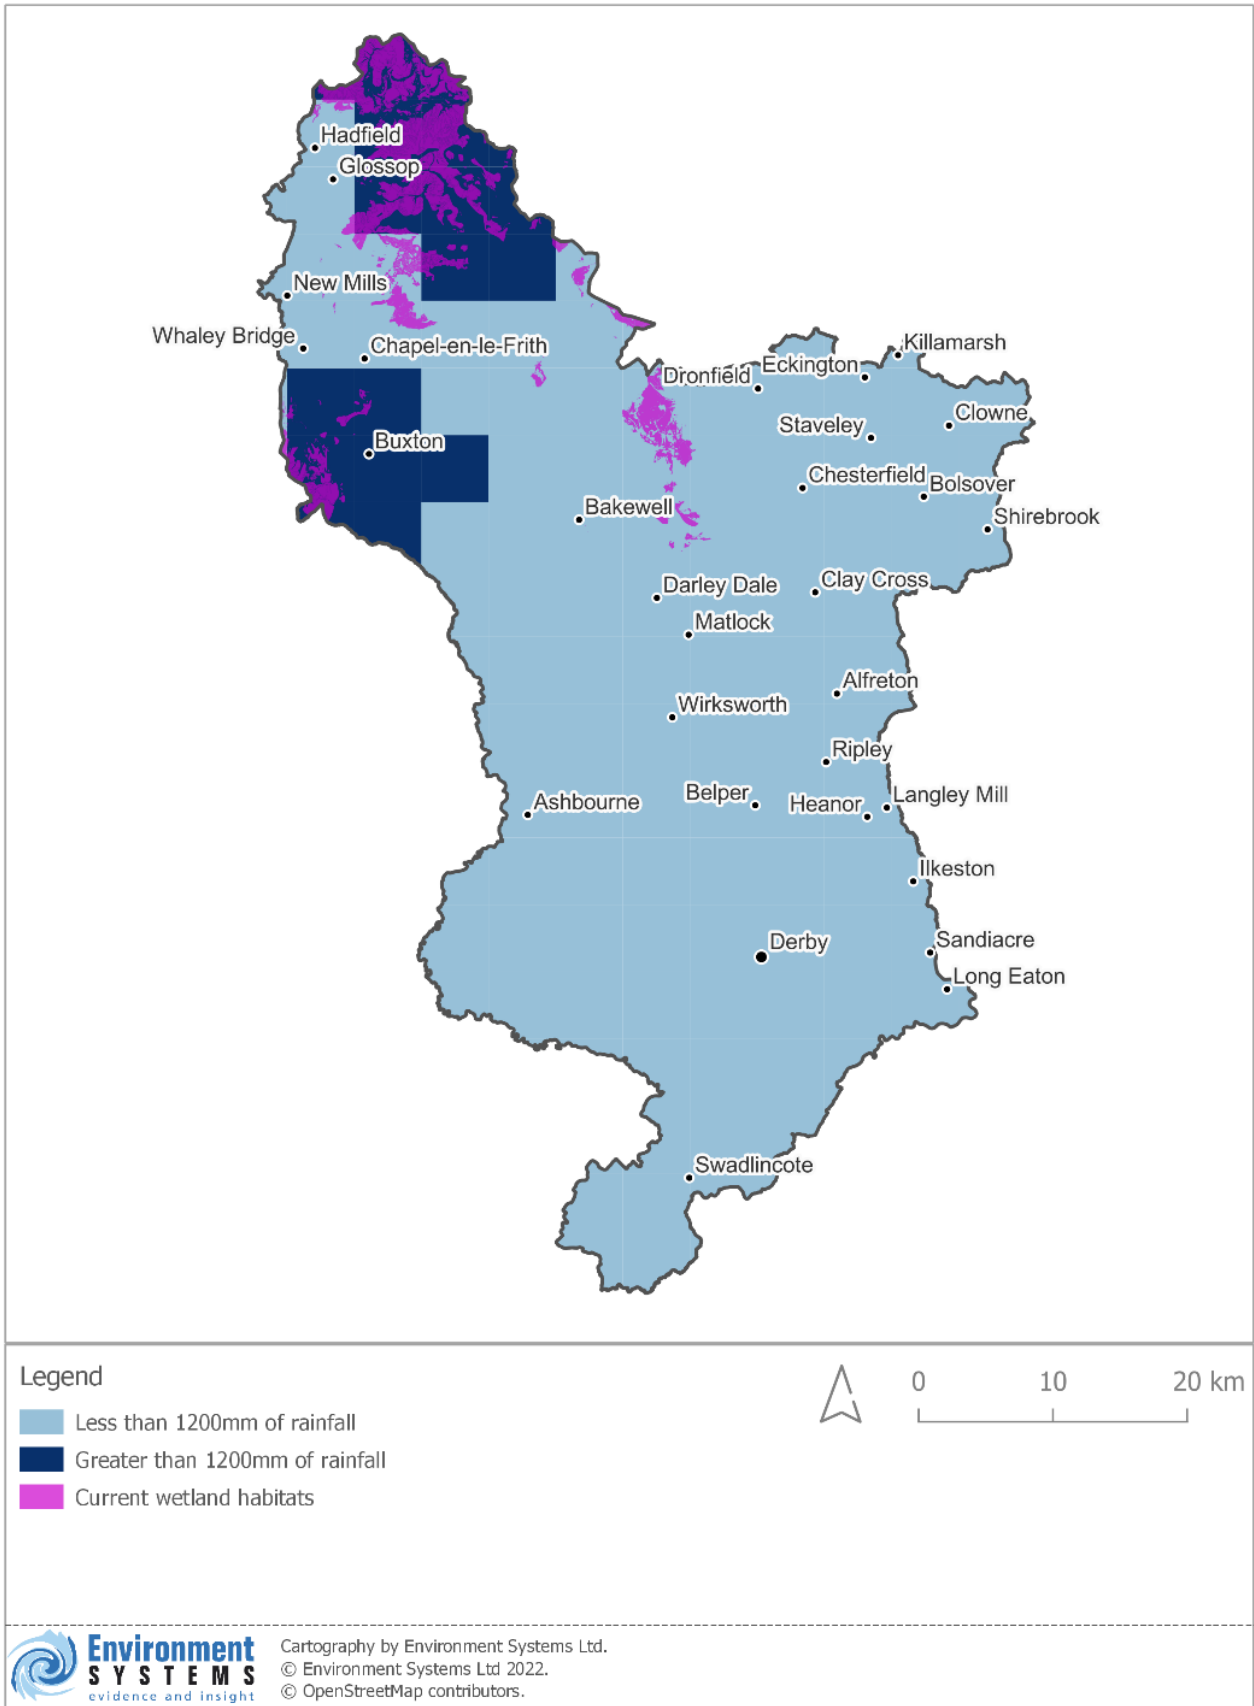 Hadfield
Glossop
New Mills
Whaley Bridge
Chapel-en-le-Frith
Killamarsh
Eckington
Dronfield
Clowne
Staveley
Buxton
Chesterfield
Bolsover
Bakewell
Shirebrook
Darley Dale
Clay Cross
Matlock
Alfreton
Wirksworth
Ripley
Ashbourne
Belper
Heanor
Langley Mill
Ilkeston
Derby
Sandiacre
Long Eaton
Swadlincote
Legend
0 10 20 km
Less than 1200mm of rainfall
Greater than 1200mm of rainfall
Current wetland habitats
Environment
SYSTEMS
evidence and insight
Cartography by Environment Systems Ltd.
© Environment Systems Ltd 2022.
© OpenStreetMap contributors.